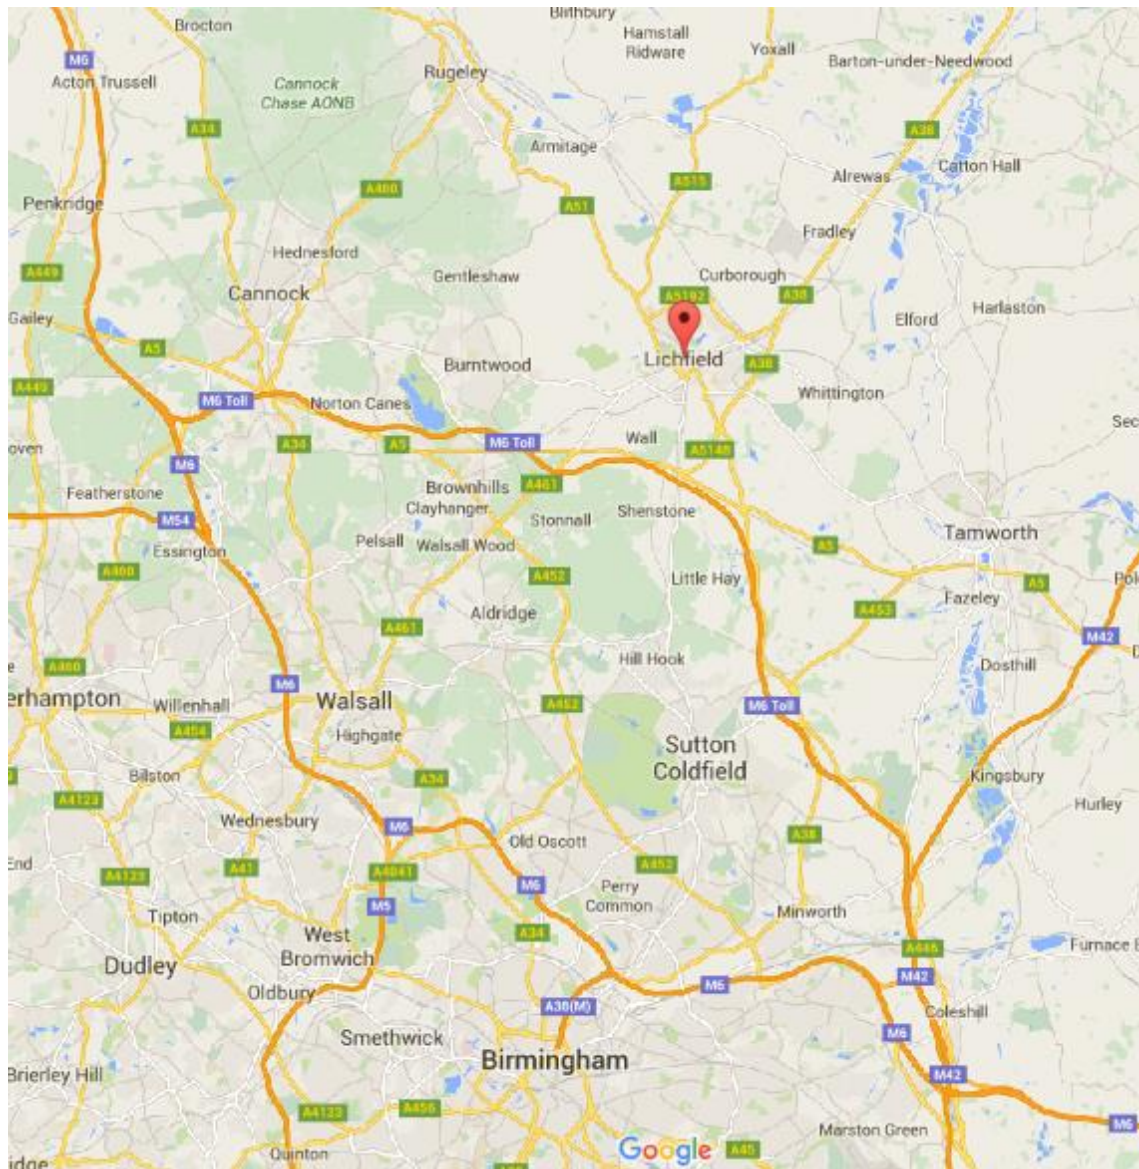 Blithbury
Brocton
Hamstall
Ridware
Yoxall
M6
Acton Trussell
Cannock
Chase AONB
Rugeley
Barton-under-Needwood
A34
A38
Armitage
Catton Hall
A460
A515
Alrewas
Penkridge
A51
Fradley
Hednesford
A449
Gentleshaw
Curborough
Cannock
A5192
A38
Harlaston
Gailey
Elford
A5
Burntwood
Lichfield
A38
A449
Whittington
M6 Toll
Norton Canes
A34
A5
M6 Toll
Wall
A5148
Sec
oven
M6
Featherstone
Brownhills
A461
Clayhanger
Stonnall
Shenstone
M54
Essington
Pelsall
Walsall Wood
Tamworth
A5
A460
A452
Little Hay
A5
Pol
Fazeley
Aldridge
A453
A461
M42
Hill Hook
D
e
A460
Dosthill
M6
erhampton
Willenhall
Walsall
A452
M6 Toll
A454
Highgate
Sutton
Coldfield
Bilston
A34
Kingsbury
A4123
Hurley
Wednesbury
M6
Old Oscott
A38
End
A4123
A41
A4041
A452
M6
Perry
Common
M5
Minworth
Tipton
West
Bromwich
A34
A446
Furnace E
Dudley
M42
Oldbury
M6
A38(M)
Coleshill
Smethwick
M6
Birmingham
Brierley Hill
M42
A4123
A456
M6
Marston Green
Quinton
Google
A45
idge